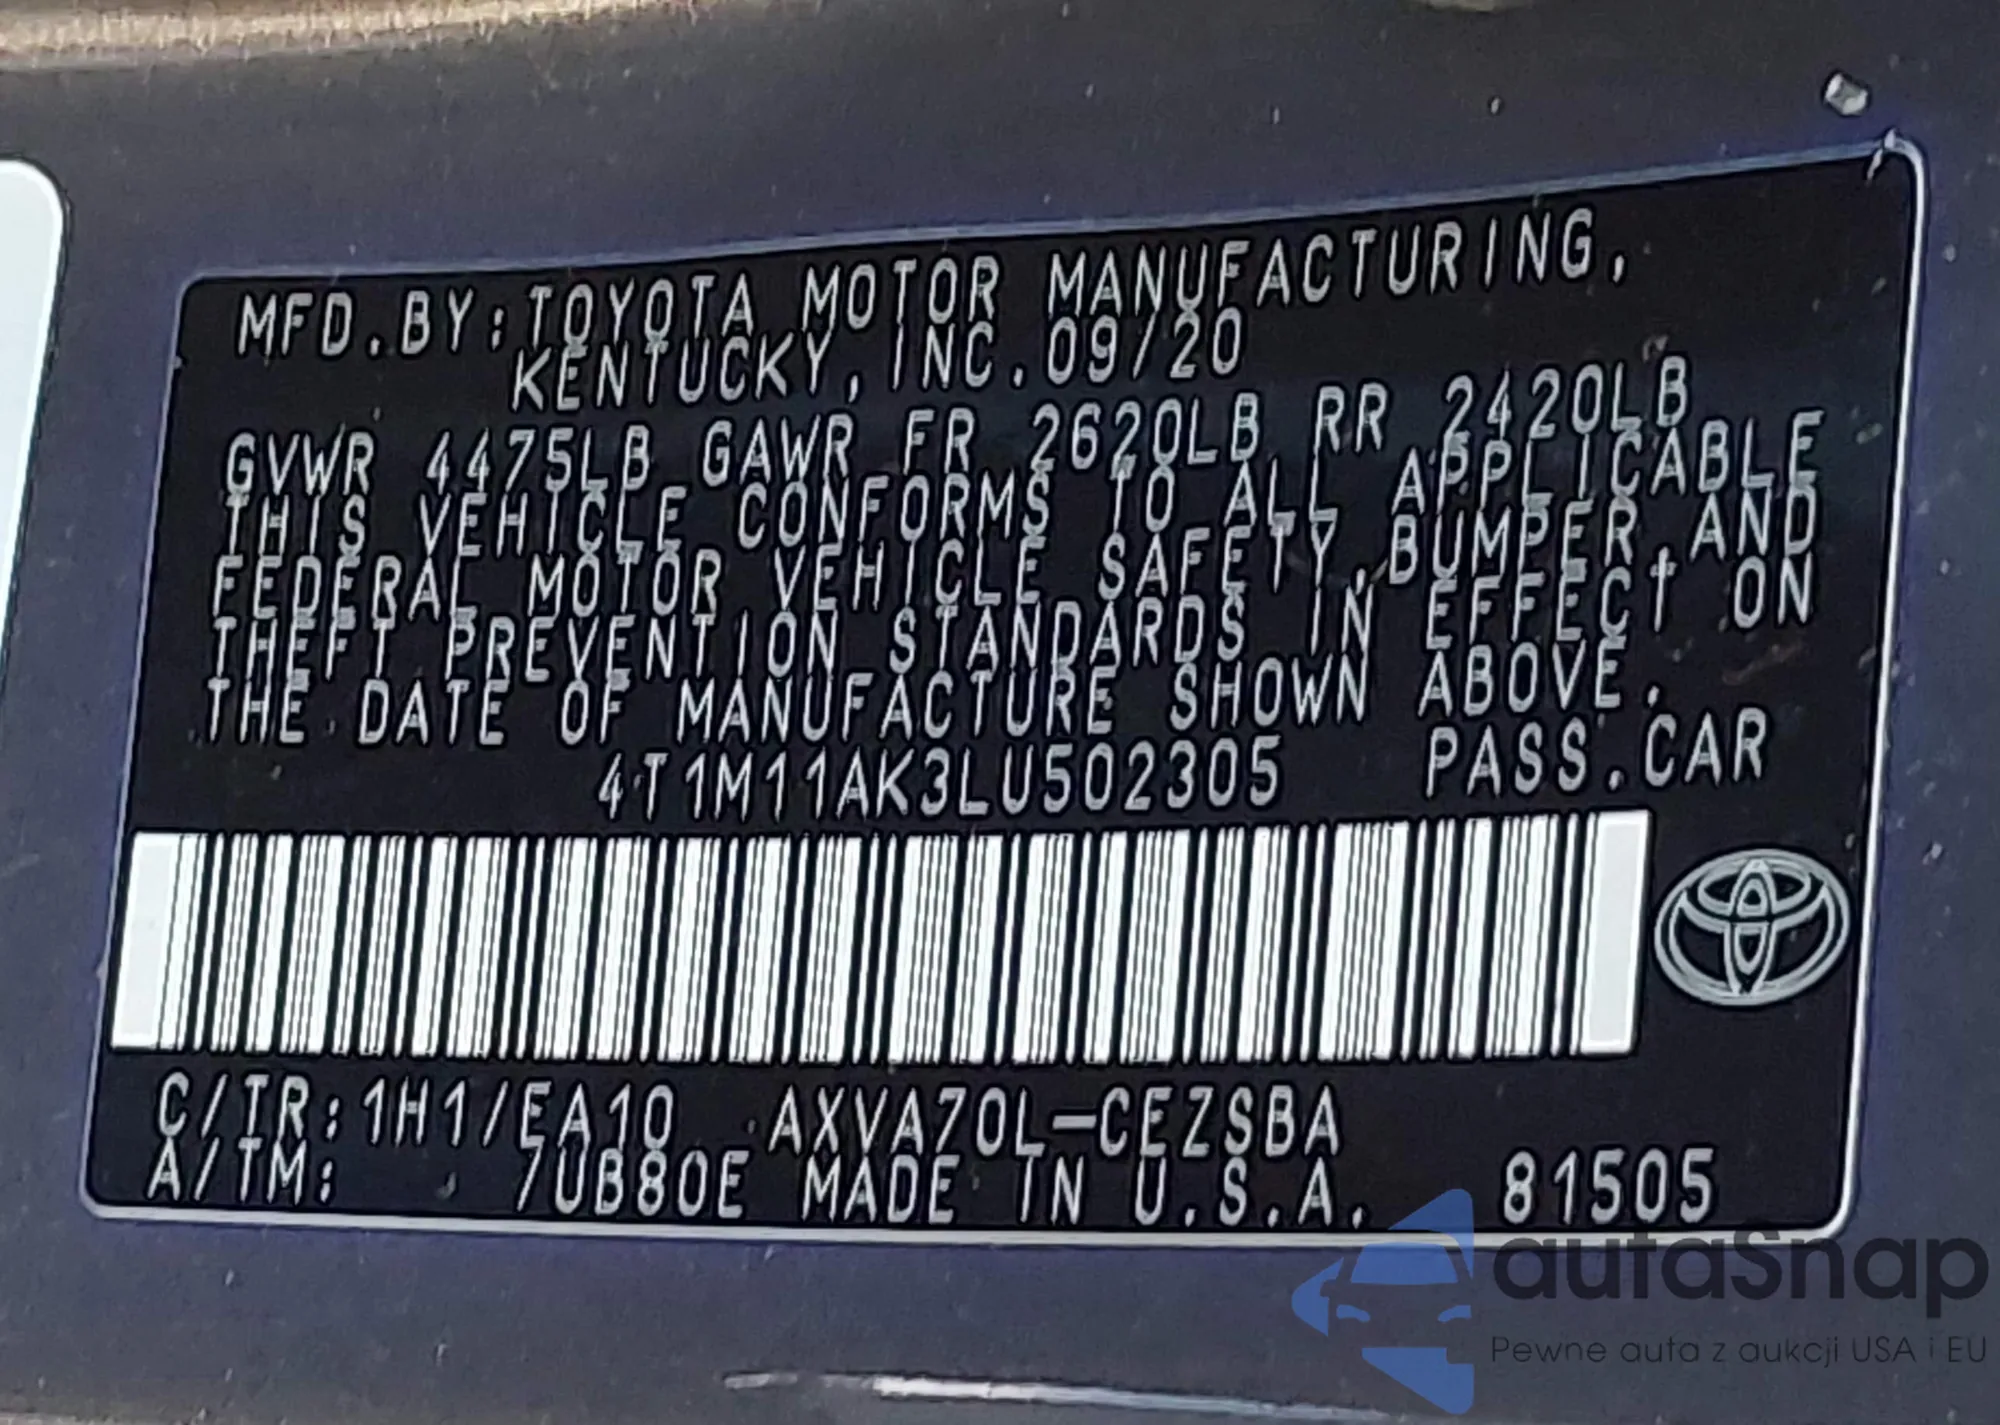 MFD.BY:TOYOTA MOTOR MANUFACTURING,
KENTUCKY,INC.09/20
GVWR 4475LB GAWR FR 2620LB RR 2420LB
THIS VEHICLE CONFORMS TO ALL APPLICABLE
FEDERAL MOTOR VEHICLE SAFETY,BUMPER,AND
THEFT PREVENTION STANDARDS IN EFFECT ON
THE DATE OF MANUFACTURE SHOWN ABOVE.
4T1M11AK3LU502305 PASS.CAR
C/TR:1H1/EA10 AXVA70L-CEZSBA
A/TM: 7UB80E MADE IN U.S.A. 81505
autaSnap
Pewne auta z aukcji USA i EU